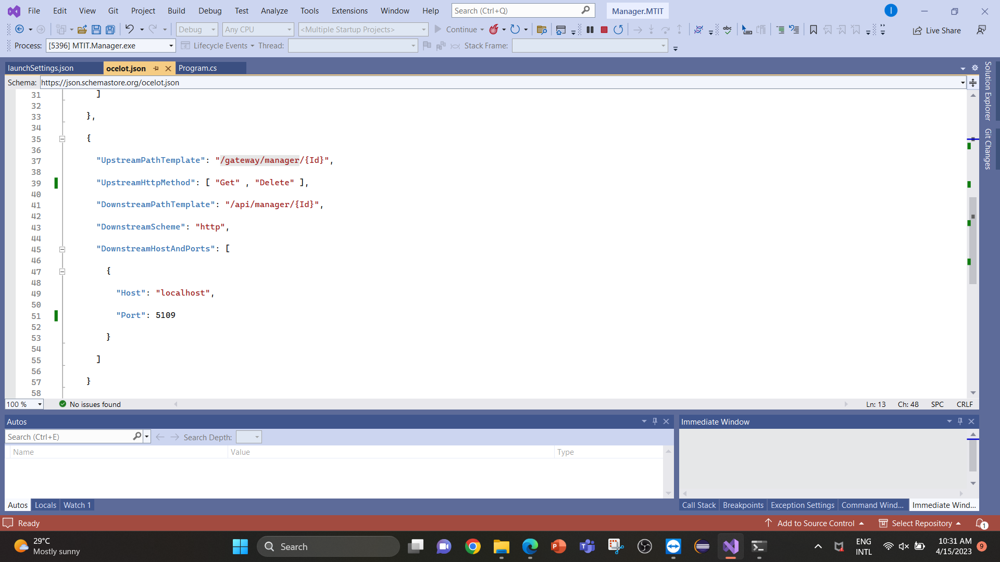 File Edit View Git Project Build Debug Test Analyze Tools Extensions Window Help Search (Ctrl+Q) Manager.MTIT I
Debug Any CPU <Multiple Startup Projects> Continue abc Live Share
Process: [5396] MTIT.Manager.exe Lifecycle Events Thread: Stack Frame:
launchSettings.json ocelot.json Program.cs
Schema: https://json.schemastore.org/ocelot.json
31 ]
32
33 },
34
35 {
36
37 "UpstreamPathTemplate": "/gateway/manager/{Id}",
38
39 "UpstreamHttpMethod": [ "Get" , "Delete" ],
40
41 "DownstreamPathTemplate": "/api/manager/{Id}",
42
43 "DownstreamScheme": "http",
44
45 "DownstreamHostAndPorts": [
46
47 {
48
49 "Host": "localhost",
50
51 "Port": 5109
52
53 }
54
55 ]
56
57 }
58
Solution Explorer
Git Changes
100 % No issues found Ln: 13 Ch: 48 SPC CRLF
Autos
Search (Ctrl+E) Search Depth:
Name Value Type
Autos Locals Watch 1
Immediate Window
Call Stack Breakpoints Exception Settings Command Wind... Immediate Wind...
Ready Add to Source Control Select Repository 1
29°C
Mostly sunny
Search
ENG
INTL
10:31 AM
4/15/2023
9